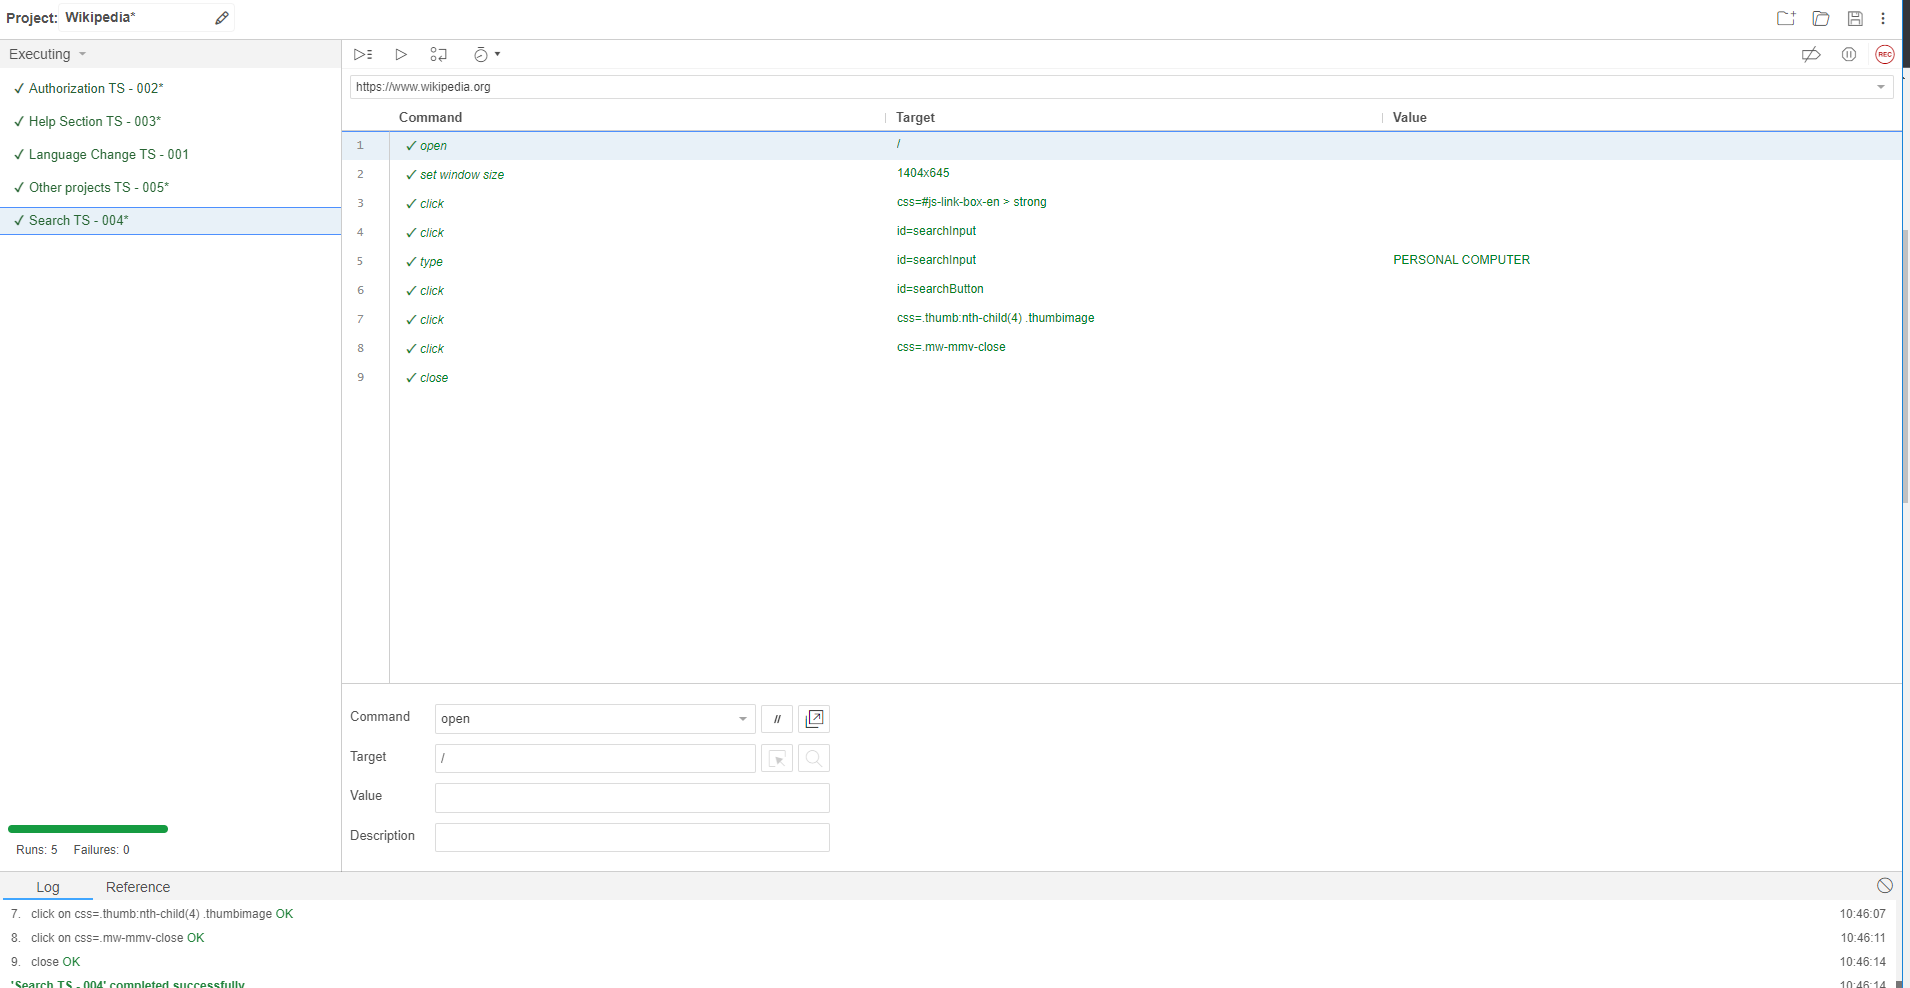 Project: Wikipedia*
Executing
✓ Authorization TS - 002*
✓ Help Section TS - 003*
✓ Language Change TS - 001
✓ Other projects TS - 005*
✓ Search TS - 004*
Runs: 5 Failures: 0
REC
https://www.wikipedia.org
Command Target Value
1 ✓ open /
2 ✓ set window size 1404x645
3 ✓ click css=#js-link-box-en > strong
4 ✓ click id=searchInput
5 ✓ type id=searchInput PERSONAL COMPUTER
6 ✓ click id=searchButton
7 ✓ click css=.thumb:nth-child(4) .thumbimage
8 ✓ click css=.mw-mmv-close
9 ✓ close
Command open //
Target /
Value
Description
Log Reference
7. click on css=.thumb:nth-child(4) .thumbimage OK 10:46:07
8. click on css=.mw-mmv-close OK 10:46:11
9. close OK 10:46:14
'Search TS - 004' completed successfully 10:46:14